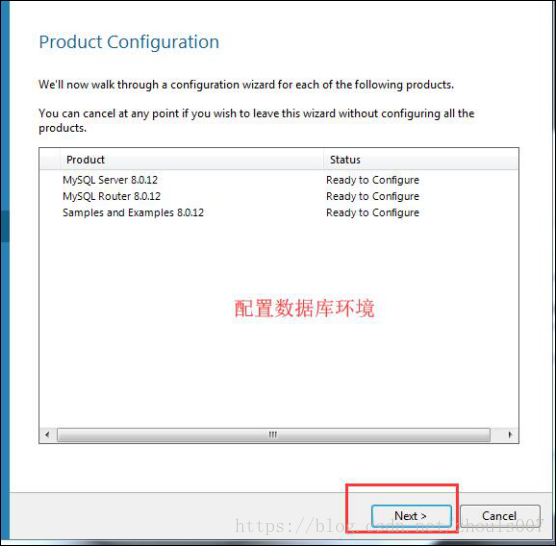 Product Configuration
We'll now walk through a configuration wizard for each of the following products.
You can cancel at any point if you wish to leave this wizard without configuring all the
products.
Product Status
MySQL Server 8.0.12 Ready to Configure
MySQL Router 8.0.12 Ready to Configure
Samples and Examples 8.0.12 Ready to Configure
配置数据库环境
Next > Cancel
https://blog.csdn.net/zhouls007